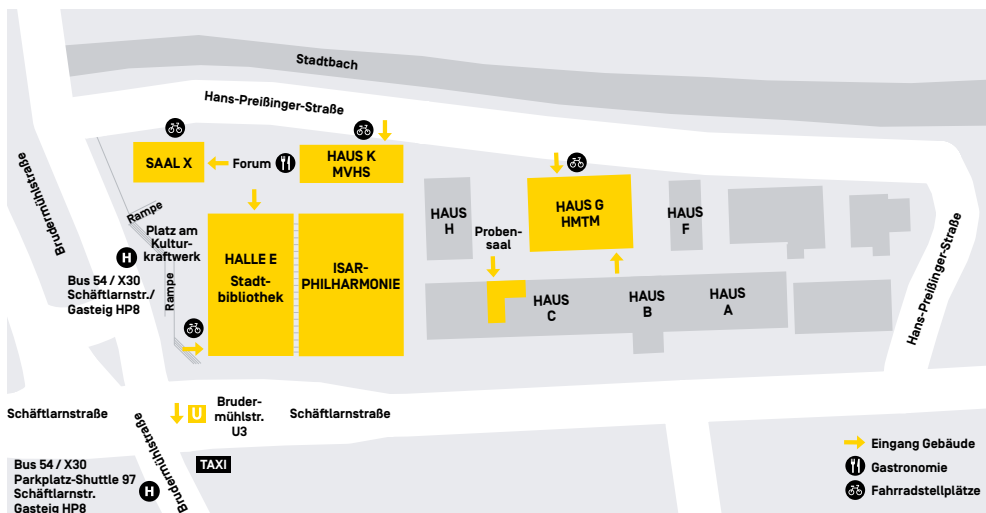 Stadtbach
Hans-Preißinger-Straße
SAAL X
Forum
HAUS K
MVHS
Brudermühlstraße
Rampe
Platz am
Kultur-
kraftwerk
H
Bus 54 / X30
Schäftlarnstr./
Gasteig HP8
Rampe
HALLE E
Stadt-
bibliothek
ISAR-
PHILHARMONIE
HAUS
H
Proben-
saal
HAUS G
HMTM
HAUS
F
HAUS
C
HAUS
B
HAUS
A
Hans-Preißinger-Straße
Schäftlarnstraße
U
Bruder-
mühlstr.
U3
Schäftlarnstraße
Brudermühlstraße
TAXI
Bus 54 / X30
Parkplatz-Shuttle 97
Schäftlarnstr.
Gasteig HP8
H
Eingang Gebäude
Gastronomie
Fahrradstellplätze